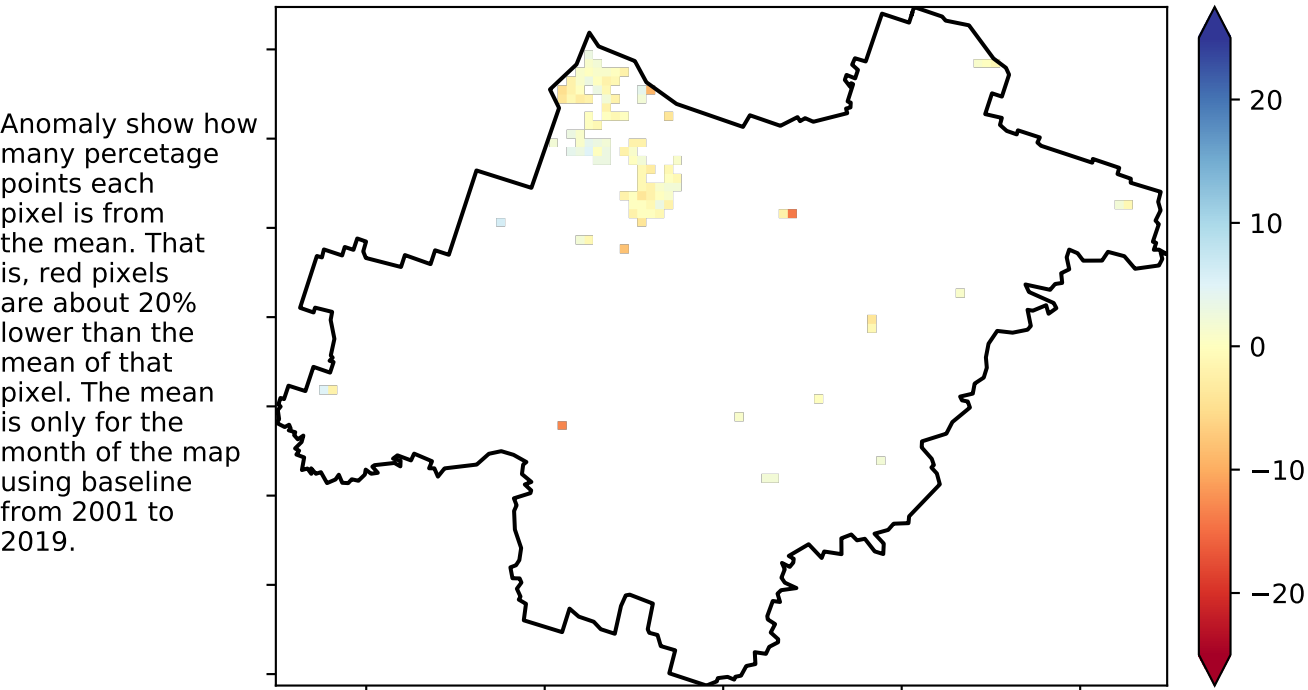 Anomaly show how
many percetage
points each
pixel is from
the mean. That
is, red pixels
are about 20%
lower than the
mean of that
pixel. The mean
is only for the
month of the map
using baseline
from 2001 to
2019.
20
10
0
−10
−20